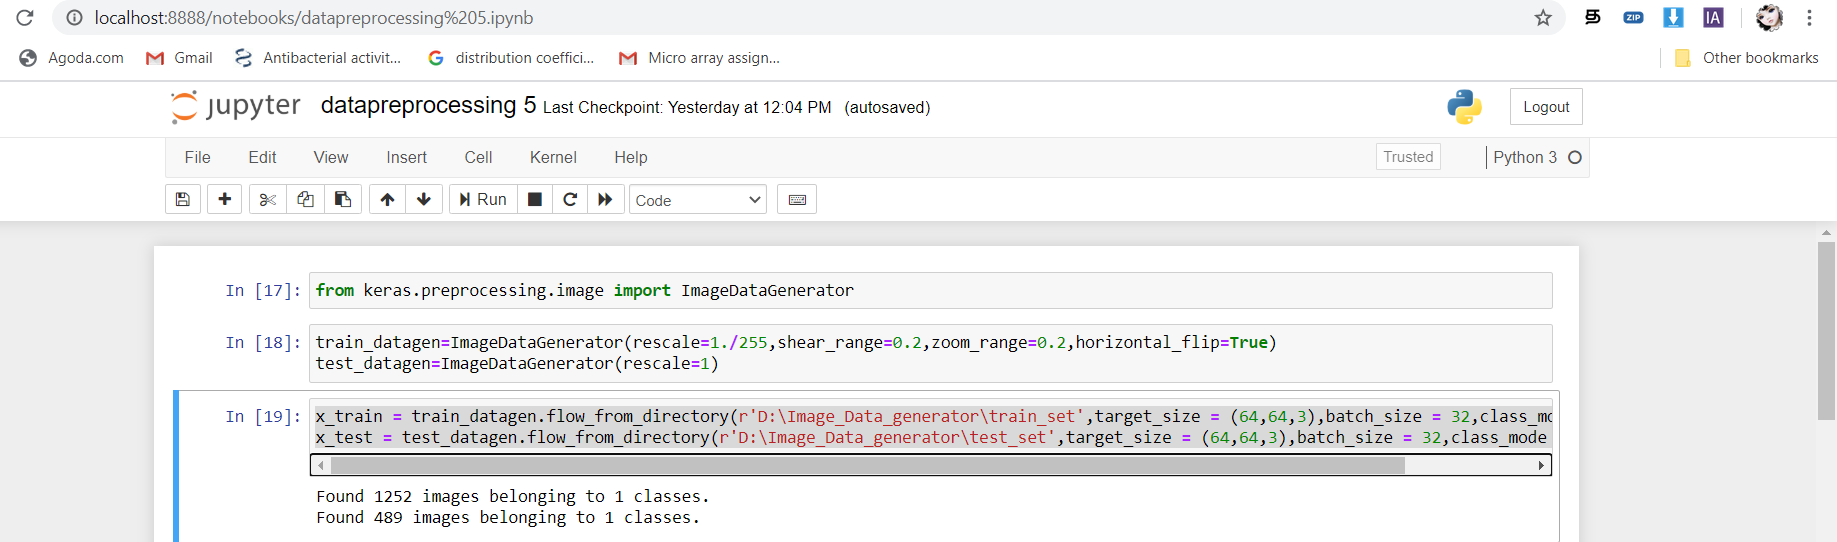 localhost:8888/notebooks/datapreprocessing%205.ipynb
ZIP
IA
Agoda.com
Gmail
Antibacterial activit...
distribution coeffici...
Micro array assign...
Other bookmarks
jupyter datapreprocessing 5 Last Checkpoint: Yesterday at 12:04 PM (autosaved)
Logout
File Edit View Insert Cell Kernel Help
Trusted
Python 3
Run
Code
In [17]: from keras.preprocessing.image import ImageDataGenerator
In [18]: train_datagen=ImageDataGenerator(rescale=1./255,shear_range=0.2,zoom_range=0.2,horizontal_flip=True)
test_datagen=ImageDataGenerator(rescale=1)
In [19]: x_train = train_datagen.flow_from_directory(r'D:\Image_Data_generator\train_set',target_size = (64,64,3),batch_size = 32,class_mo
x_test = test_datagen.flow_from_directory(r'D:\Image_Data_generator\test_set',target_size = (64,64,3),batch_size = 32,class_mode
Found 1252 images belonging to 1 classes.
Found 489 images belonging to 1 classes.